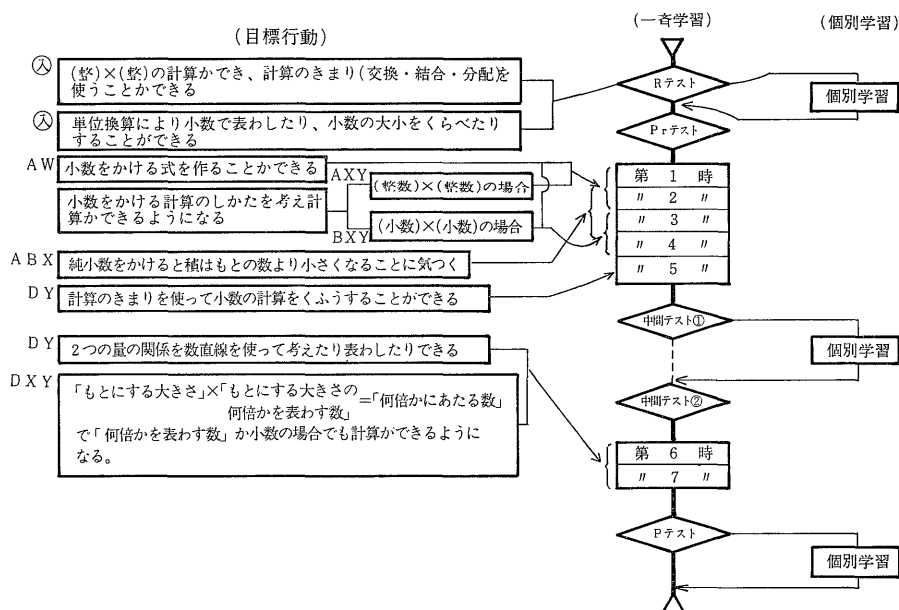 (目標行動)
(一斉学習)
(個別学習)
入
(整)×(整)の計算かでき、計算のきまり(交換・結合・分配)を
使うことかできる
入
単位換算により小数で表わしたり、小数の大小をくらべたり
することができる
AW
小数をかける式を作ることかできる
小数をかける計算のしかたを考え計
算かできるようになる
AXY
(整数)×(整数)の場合
BXY
(小数)×(小数)の場合
ABX
純小数をかけると積はもとの数より小さくなることに気つく
DY
計算のきまりを使って小数の計算をくふうすることができる
DY
2つの量の関係を数直線を使って考えたり表わしたりできる
DXY
「もとにする大きさ」×「もとにする大きさの
何倍かを表わす数」
=「何倍かにあたる数」
で「何倍かを表わす数」か小数の場合でも計算ができるように
なる。
Rテスト
個別学習
Prテスト
第 1 時
〃 2 〃
〃 3 〃
〃 4 〃
〃 5 〃
中間テスト①
個別学習
中間テスト②
第 6 時
〃 7 〃
Pテスト
個別学習